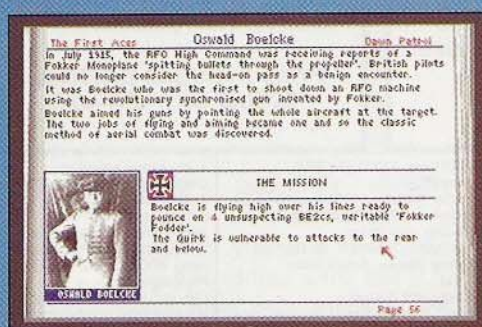 The First Aces Oswald Boelcke Dawn Patrol
In July 1915, the RFC High Command was receiving reports of a
Fokker Monoplane 'spitting bullets through the propeller'. British pilots
could no longer consider the head-on pass as a benign encounter.
It was Boelcke who was the first to shoot down an RFC machine
using the revolutionary synchronised gun invented by Fokker.
Boelcke aimed his guns by pointing the whole aircraft at the target.
The two jobs of flying and aiming became one and so the classic
method of aerial combat was discovered.
THE MISSION
Boelcke is flying high over his lines ready to
pounce on 4 unsuspecting BE2cs, veritable 'Fokker
Fodder'.
The Quirk is vulnerable to attacks to the rear
and below.
OSWALD BOELCKE
Page 56